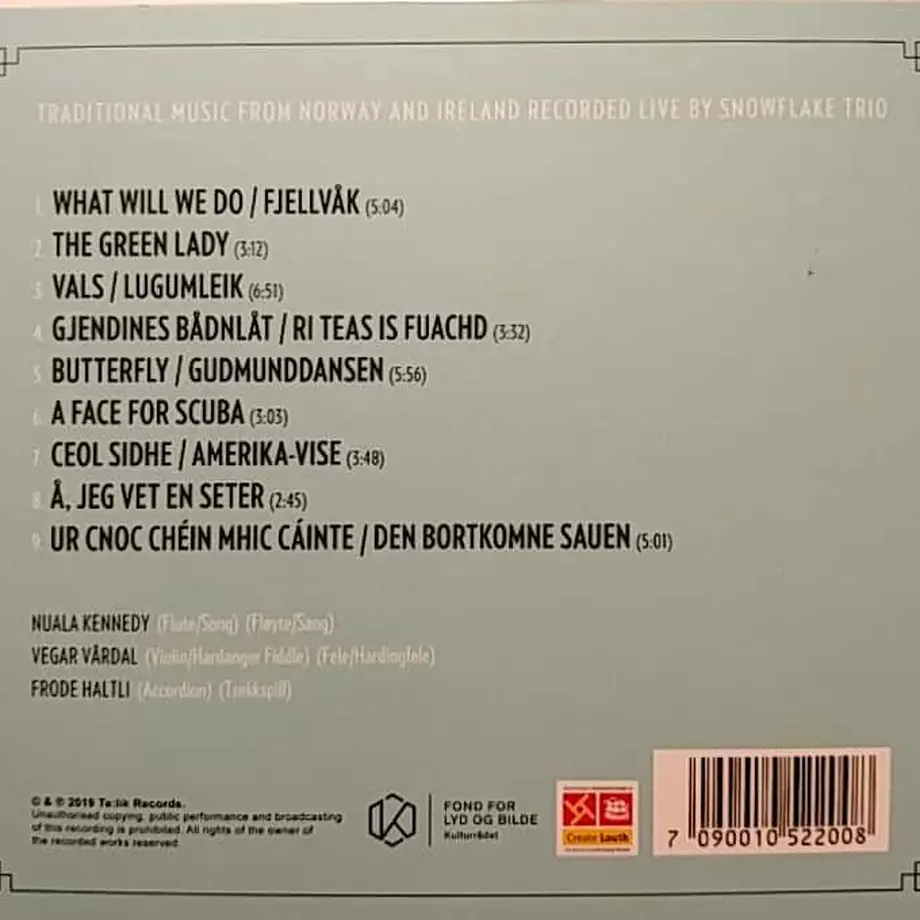 TRADITIONAL MUSIC FROM NORWAY AND IRELAND RECORDED LIVE BY SNOWFLAKE TRIO
1. WHAT WILL WE DO / FJELLVÅK (5:04)
2. THE GREEN LADY (3:12)
3. VALS / LUGUMLEIK (6:51)
4. GJENDINES BÅDNLÅT / RI TEAS IS FUACHD (3:32)
5. BUTTERFLY / GUDMUNDDANSEN (5:56)
6. A FACE FOR SCUBA (3:03)
7. CEOL SIDHE / AMERIKA-VISE (3:48)
8. Å, JEG VET EN SETER (2:45)
9. UR CNOC CHÉIN MHIC CÁINTE / DEN BORTKOMNE SAUEN (5:01)
NUALA KENNEDY (Flute/Song) (Fløyte/Sang)
VEGAR VÅRDAL (Violin/Hardanger Fiddle) (Fele/Hardingfele)
FRODE HALTLI (Accordion) (Trekkspill)
© & ℗ 2019 Ta:lik Records.
Unauthorised copying, public performance and broadcasting
of this recording is prohibited. All rights of the owner of
the recorded works reserved.
FOND FOR
LYD OG BILDE
Kulturrådet
Create Louth
7 090010 522008